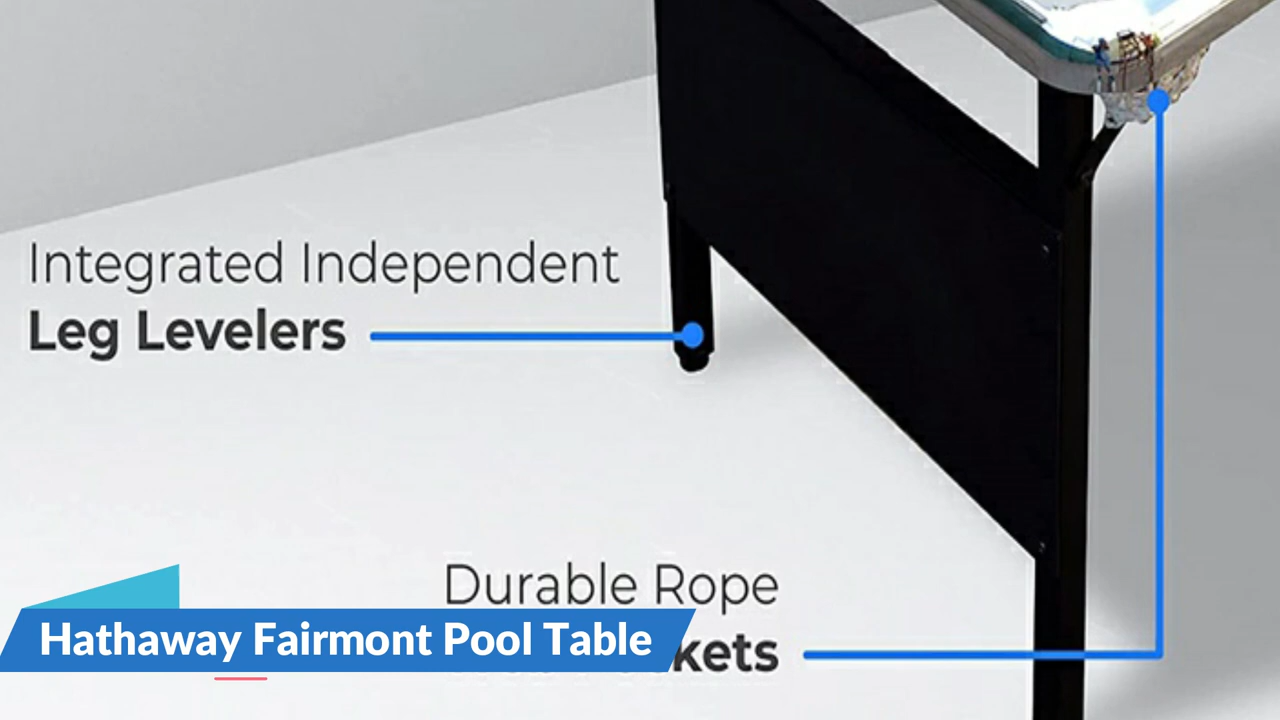 Integrated Independent
Leg Levelers
Durable Rope
kets
Hathaway Fairmont Pool Table